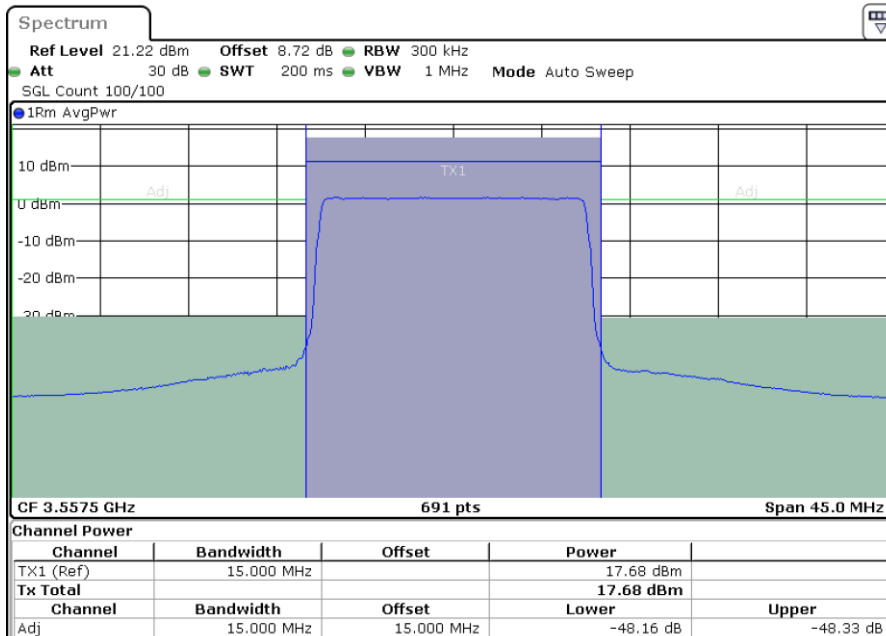 Spectrum
Ref Level 21.22 dBm Offset 8.72 dB RBW 300 kHz
Att 30 dB SWT 200 ms VBW 1 MHz Mode Auto Sweep
SGL Count 100/100
1Rm AvgPwr
10 dBm
TX1
Adj Adj
0 dBm
-10 dBm
-20 dBm
-30 dBm
CF 3.5575 GHz 691 pts Span 45.0 MHz
Channel Power
Channel Bandwidth Offset Power
TX1 (Ref) 15.000 MHz 17.68 dBm
Tx Total 17.68 dBm
Channel Bandwidth Offset Lower Upper
Adj 15.000 MHz 15.000 MHz -48.16 dB -48.33 dB